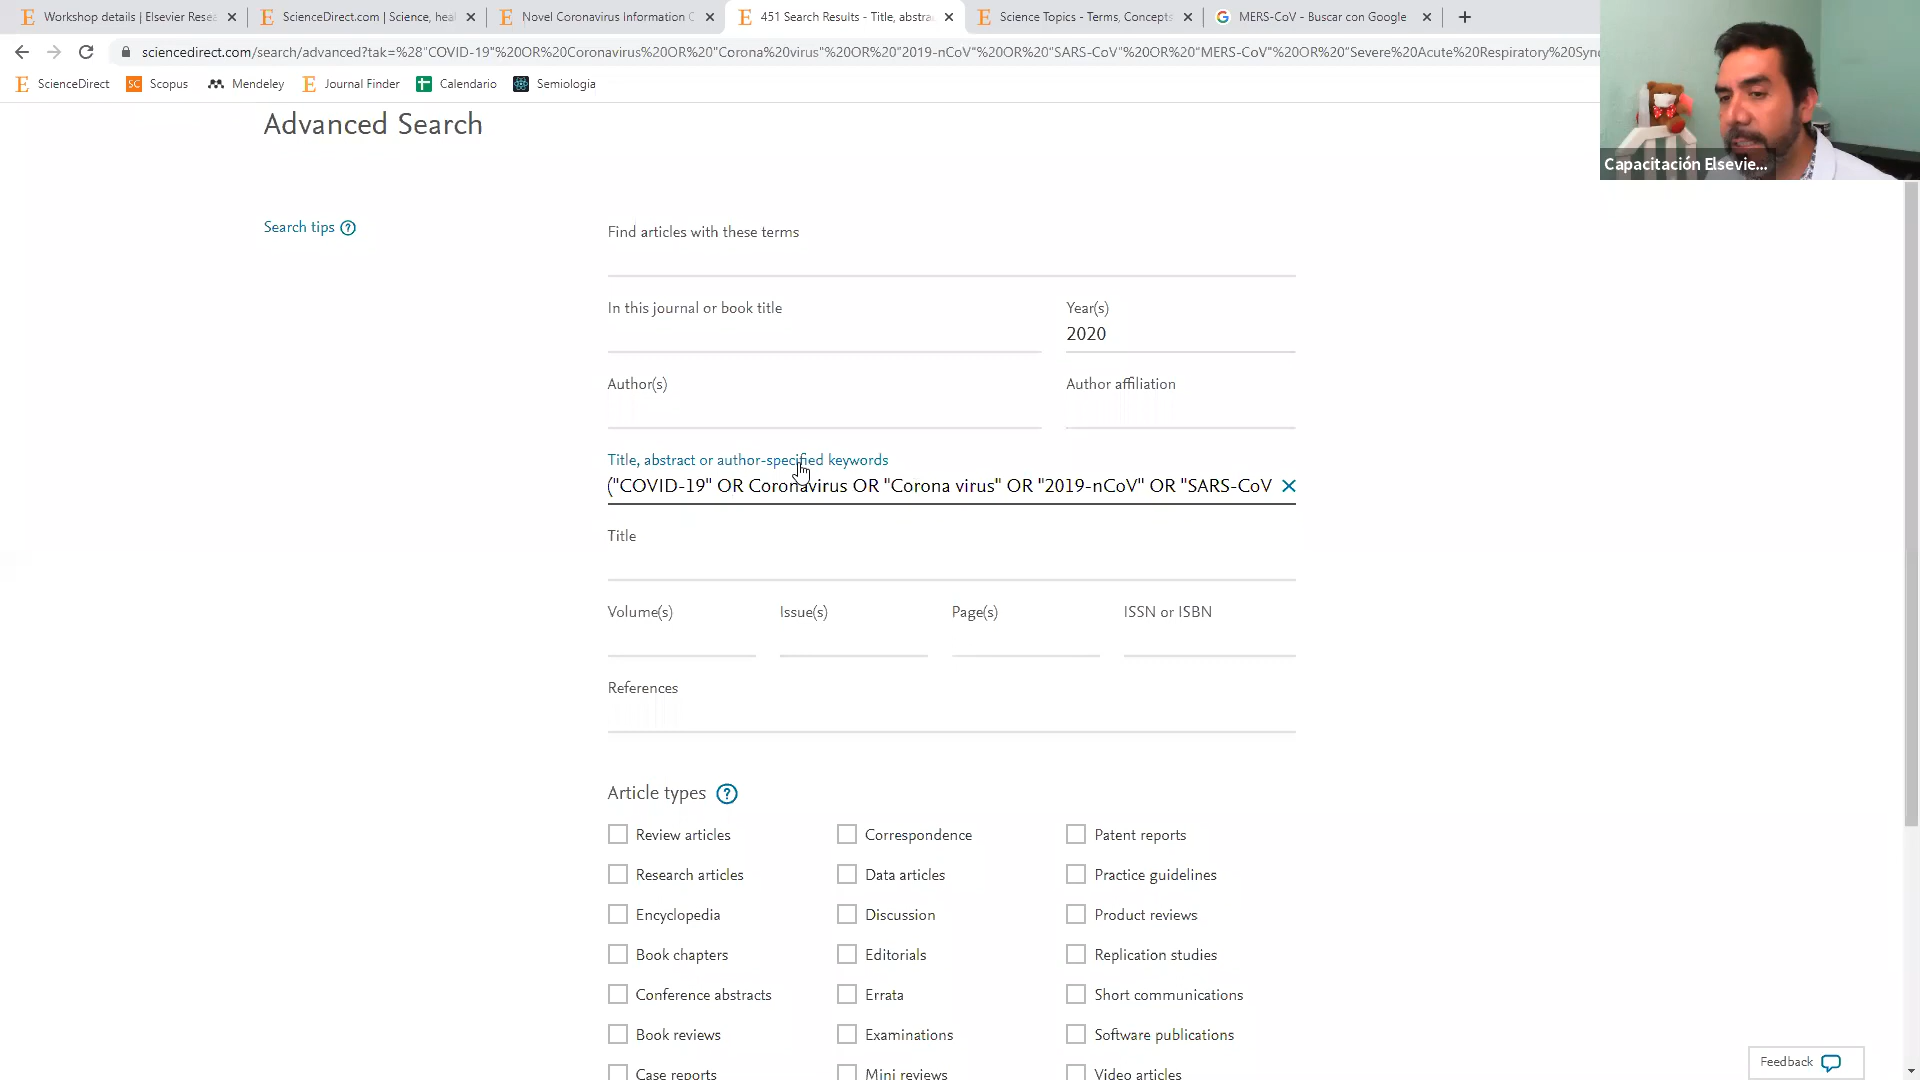 Workshop details | Elsevier Resea
ScienceDirect.com | Science, heal
Novel Coronavirus Information C
451 Search Results - Title, abstrac
Science Topics - Terms, Concepts
MERS-CoV - Buscar con Google
sciencedirect.com/search/advanced?tak=%28"COVID-19"%20OR%20Coronavirus%20OR%20"Corona%20virus"%20OR%20"2019-nCoV"%20OR%20"SARS-CoV"%20OR%20"MERS-CoV"%20OR%20"Severe%20Acute%20Respiratory%20Syn
ScienceDirect
Scopus
Mendeley
Journal Finder
Calendario
Semiologia
Capacitación Elsevie...
Advanced Search
Search tips
Find articles with these terms
In this journal or book title
Year(s)
2020
Author(s)
Author affiliation
Title, abstract or author-specified keywords
("COVID-19" OR Coronavirus OR "Corona virus" OR "2019-nCoV" OR "SARS-CoV
Title
Volume(s)
Issue(s)
Page(s)
ISSN or ISBN
References
Article types
Review articles
Correspondence
Patent reports
Research articles
Data articles
Practice guidelines
Encyclopedia
Discussion
Product reviews
Book chapters
Editorials
Replication studies
Conference abstracts
Errata
Short communications
Book reviews
Examinations
Software publications
Case reports
Mini reviews
Video articles
Feedback